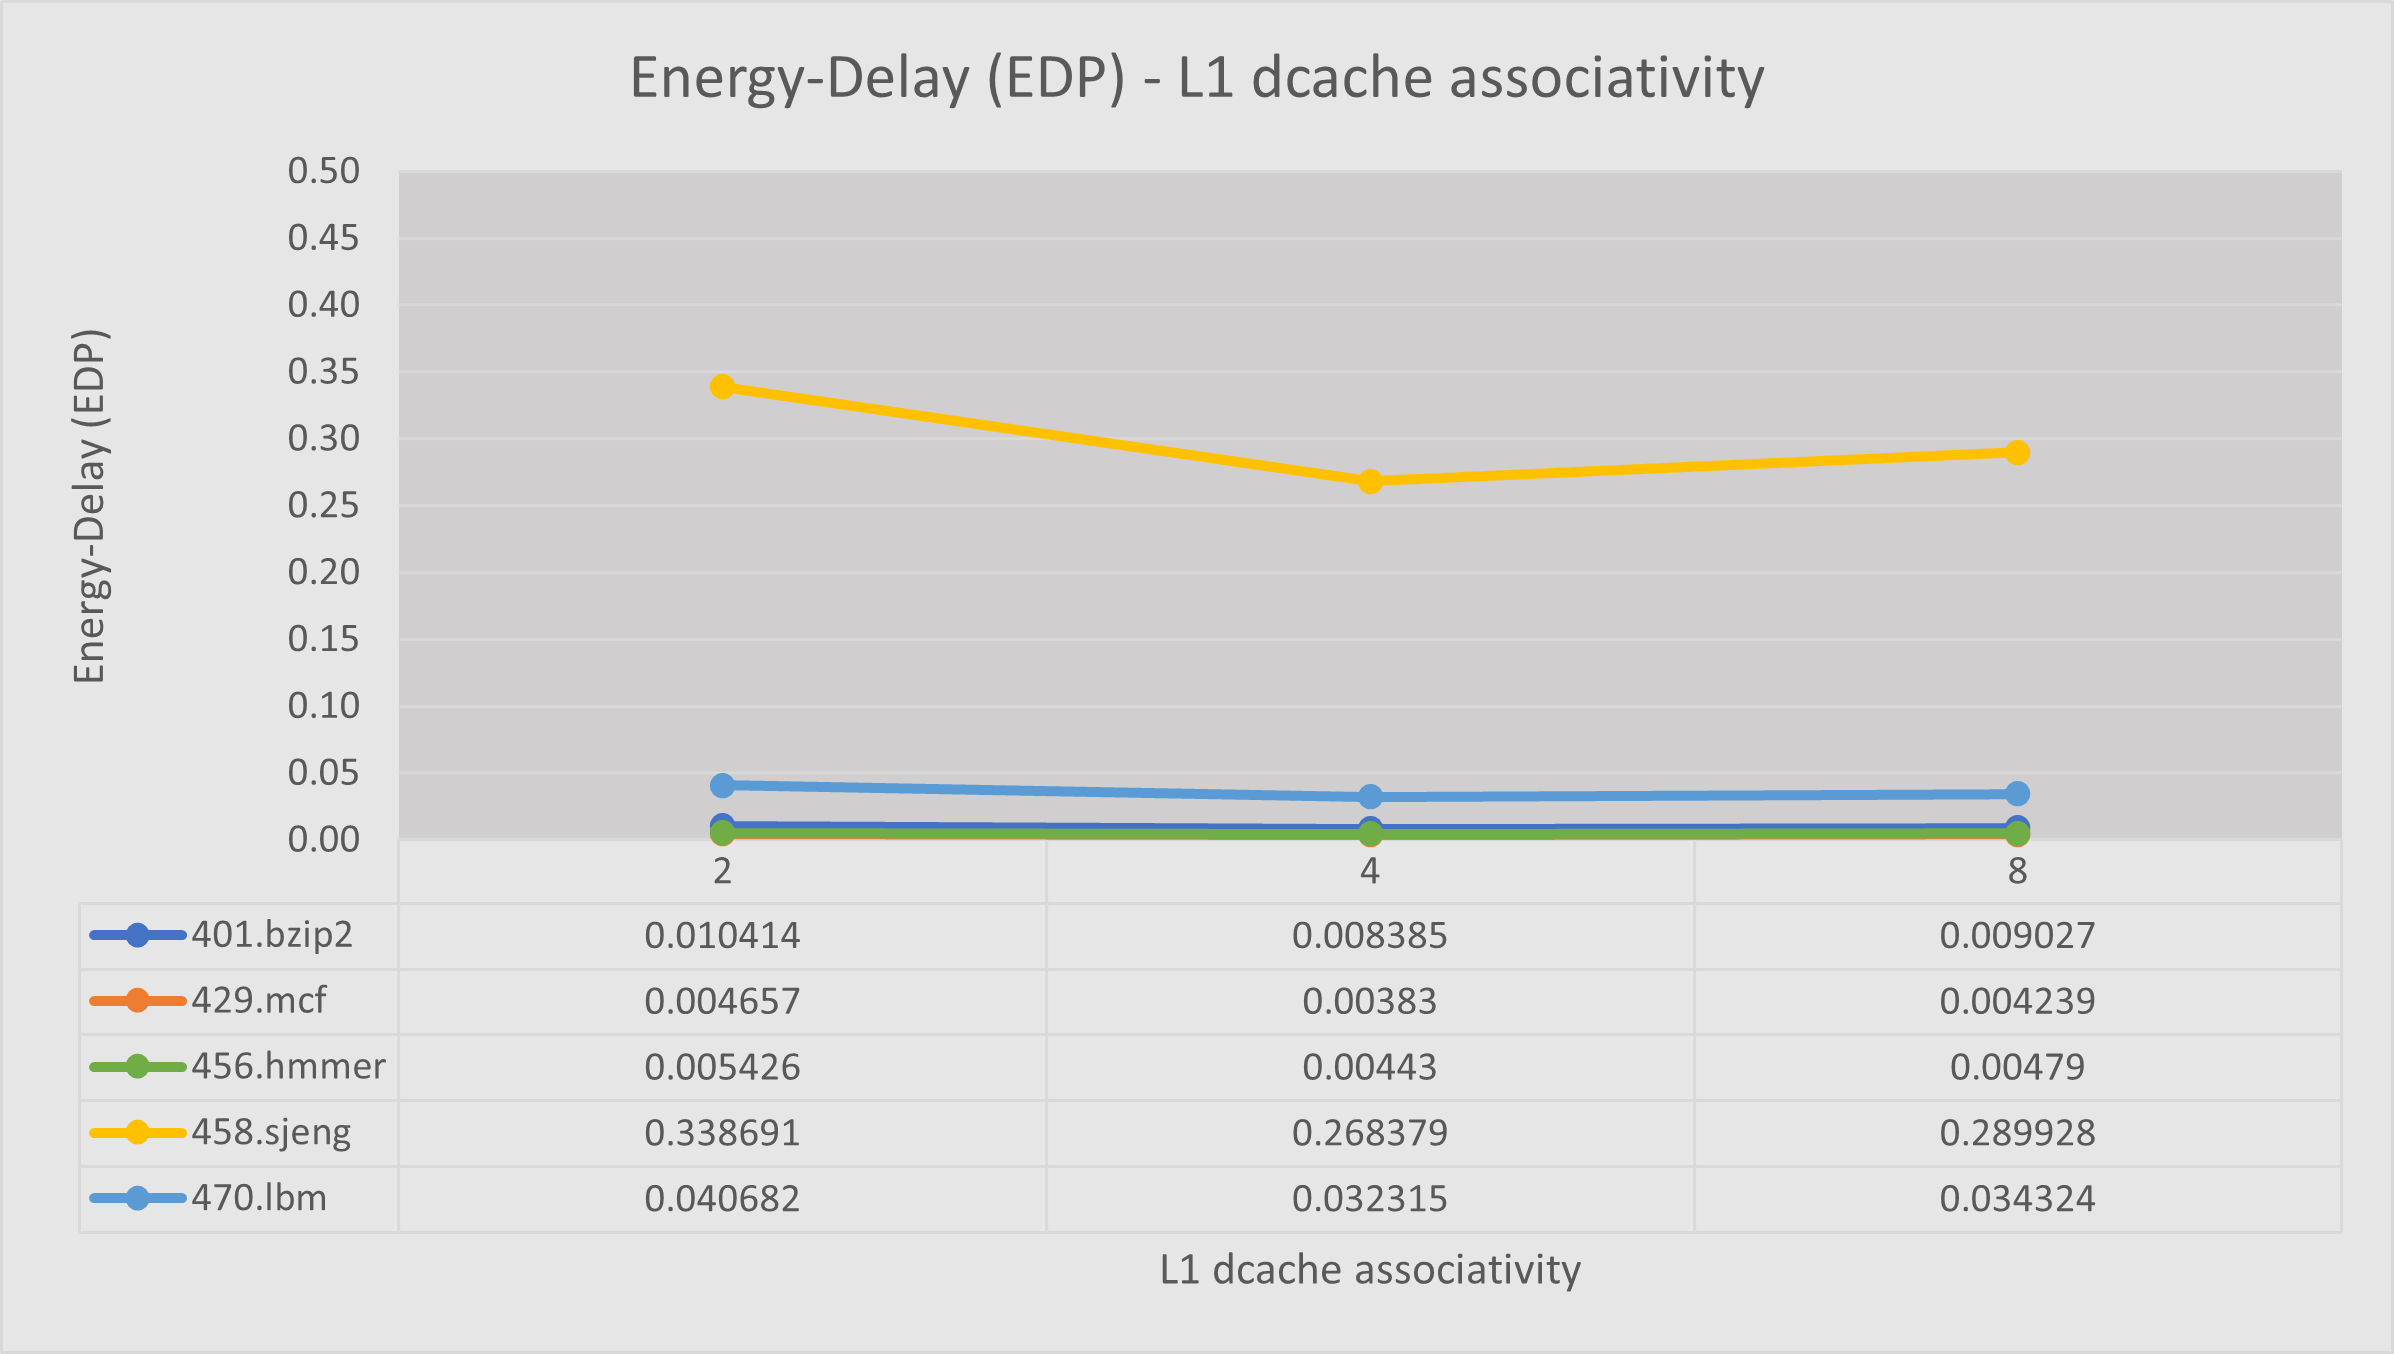 Energy-Delay (EDP) - L1 dcache associativity
Energy-Delay (EDP)
0.50
0.45
0.40
0.35
0.30
0.25
0.20
0.15
0.10
0.05
0.00
2 4 8
401.bzip2 0.010414 0.008385 0.009027
429.mcf 0.004657 0.00383 0.004239
456.hmmer 0.005426 0.00443 0.00479
458.sjeng 0.338691 0.268379 0.289928
470.lbm 0.040682 0.032315 0.034324
L1 dcache associativity